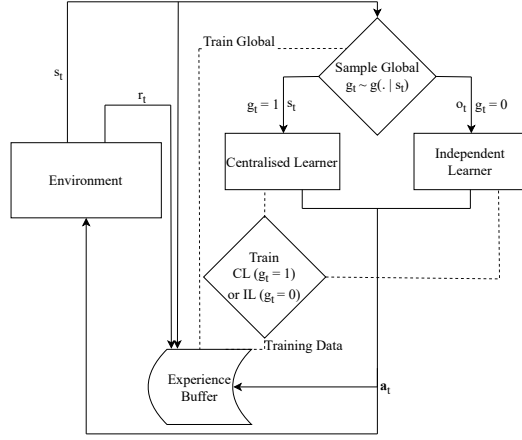 Train Global
Sample Global
g_t ~ g(. | s_t)
s_t
r_t
g_t = 1
s_t
o_t
g_t = 0
Environment
Centralised Learner
Independent
Learner
Train
CL (g_t = 1)
or IL (g_t = 0)
Training Data
Experience
Buffer
a_t